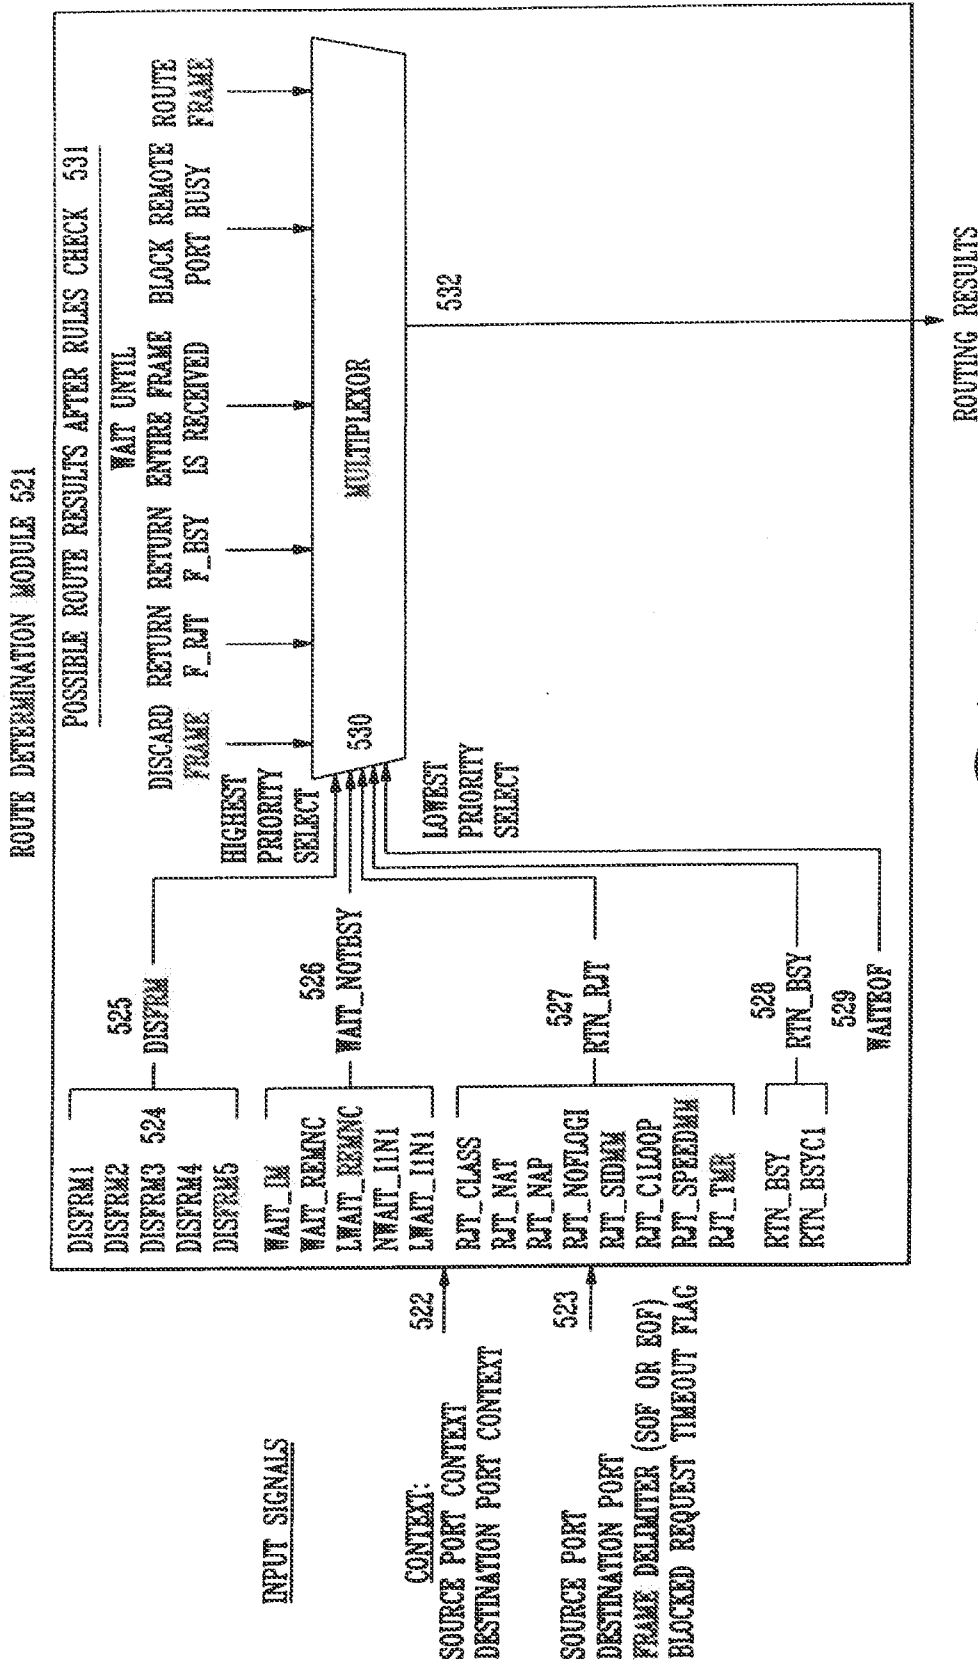 ROUTE DETERMINATION MODULE 521
POSSIBLE ROUTE RESULTS AFTER RULES CHECK 531
DISCARD
FRAME
RETURN
F_RJT
RETURN
F_BSY
WAIT UNTIL
ENTIRE FRAME
IS RECEIVED
BLOCK REMOTE
PORT BUSY
ROUTE
FRAME
HIGHEST
PRIORITY
SELECT
530
MULTIPLEXOR
LOWEST
PRIORITY
SELECT
532
ROUTING RESULTS
DISFRM1
DISFRM2
DISFRM3 524
DISFRM4
DISFRM5
525
DISFRM
WAIT_IM
WAIT_REMNC
LWAIT_REMNC
NWAIT_I1N1
LWAIT_I1N1
526
WAIT_NOTBSY
RJT_CLASS
RJT_NAT
RJT_NAP
RJT_NOFLOGI
RJT_SIDMM
RJT_C1LOOP
RJT_SPEEDMM
RJT_TMR
527
RTN_RJT
RTN_BSY
RTN_BSYC1
528
RTN_BSY
529
WAITEOF
INPUT SIGNALS
CONTEXT:
SOURCE PORT CONTEXT
DESTINATION PORT CONTEXT
522
SOURCE PORT
DESTINATION PORT
FRAME DELIMITER (SOF OR EOF)
BLOCKED REQUEST TIMEOUT FLAG
523